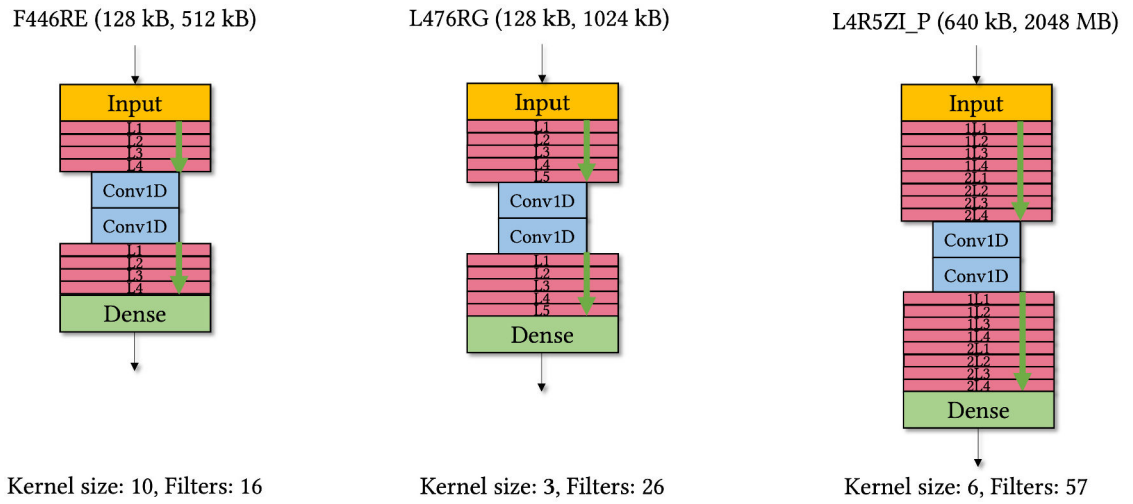 F446RE (128 kB, 512 kB)
Input
L1
L2
L3
L4
Conv1D
Conv1D
L1
L2
L3
L4
Dense
Kernel size: 10, Filters: 16
L476RG (128 kB, 1024 kB)
Input
L1
L2
L3
L4
L5
Conv1D
Conv1D
L1
L2
L3
L4
L5
Dense
Kernel size: 3, Filters: 26
L4R5ZI_P (640 kB, 2048 MB)
Input
1L1
1L2
1L3
1L4
2L1
2L2
2L3
2L4
Conv1D
Conv1D
1L1
1L2
1L3
1L4
2L1
2L2
2L3
2L4
Dense
Kernel size: 6, Filters: 57